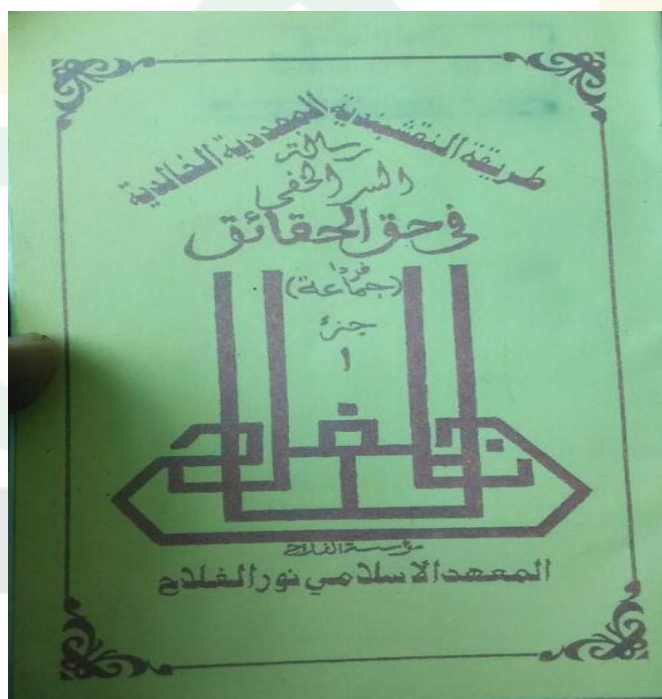 طريقة النقشبندية المجددية الخالدية
رسالة
السر الخفي
في حق الحقائق
(جماعة)
جزء
١
نور الفلاح
مؤسسة الفلاح
المعهد الاسلامي نور الفلاح